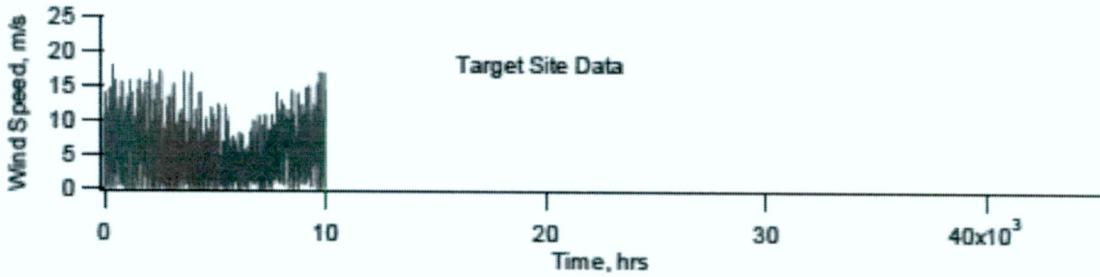 Wind Speed, m/s
25
20
15
10
5
0
Target Site Data
0 10 20 30 40x10³
Time, hrs